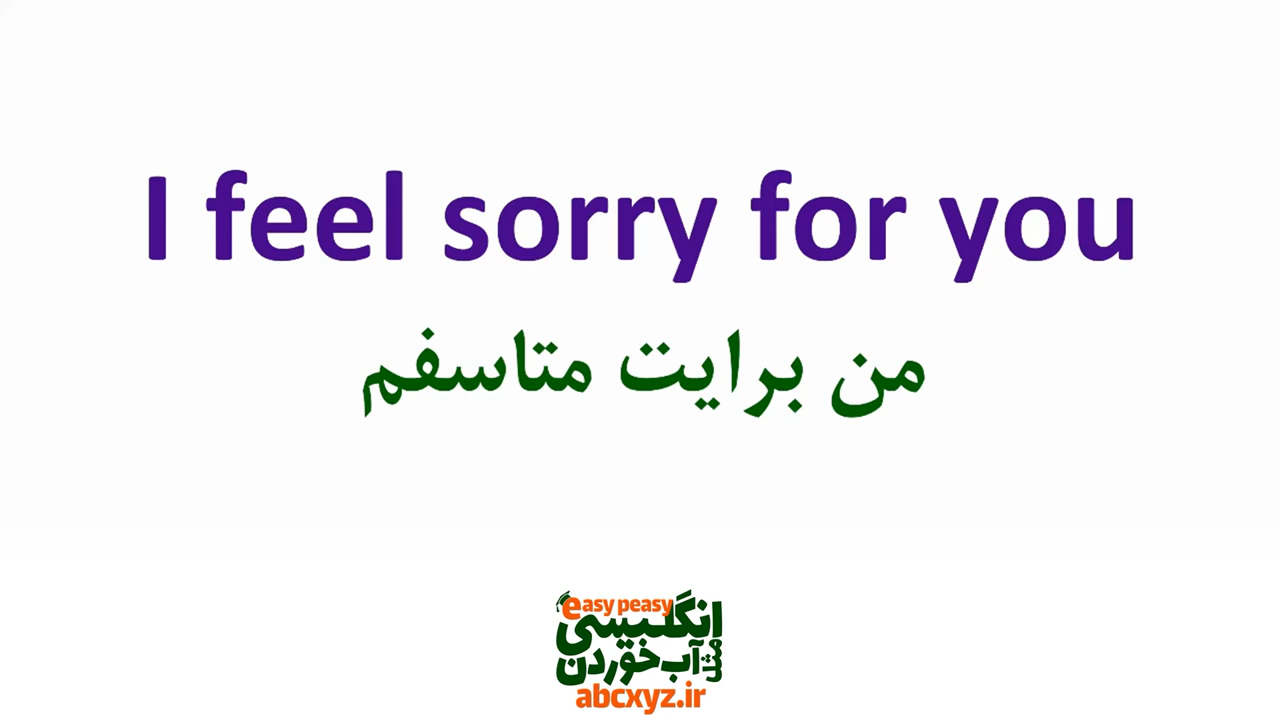 I feel sorry for you
من برایت متاسفم
easy peasy
انگلیسی
مثل آب خوردن
abcxyz.ir